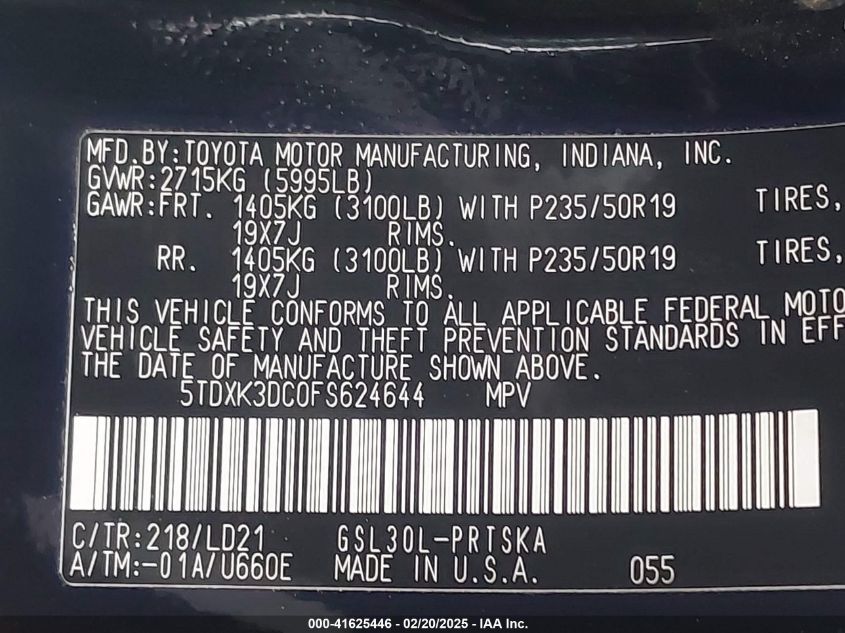 MFD.BY:TOYOTA MOTOR MANUFACTURING, INDIANA, INC.
GVWR:2715KG (5995LB)
GAWR:FRT. 1405KG (3100LB) WITH P235/50R19 TIRES,
19X7J RIMS.
RR. 1405KG (3100LB) WITH P235/50R19 TIRES,
19X7J RIMS.
THIS VEHICLE CONFORMS TO ALL APPLICABLE FEDERAL MOTO
VEHICLE SAFETY AND THEFT PREVENTION STANDARDS IN EFF
THE DATE OF MANUFACTURE SHOWN ABOVE.
5TDXK3DC0FS624644 MPV
C/TR:218/LD21 GSL30L-PRTSKA
A/TM:-01A/U660E MADE IN U.S.A. 055
000-41625446 - 02/20/2025 - IAA Inc.